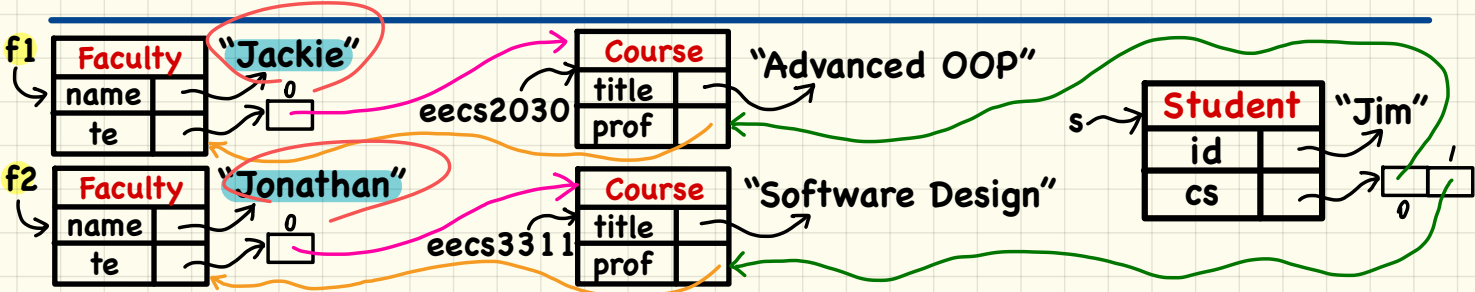 f1
Faculty
name
te
"Jackie"
0
eecs2030
Course
title
prof
"Advanced OOP"
s
Student
id
cs
"Jim"
0
1
f2
Faculty
name
te
"Jonathan"
0
eecs3311
Course
title
prof
"Software Design"